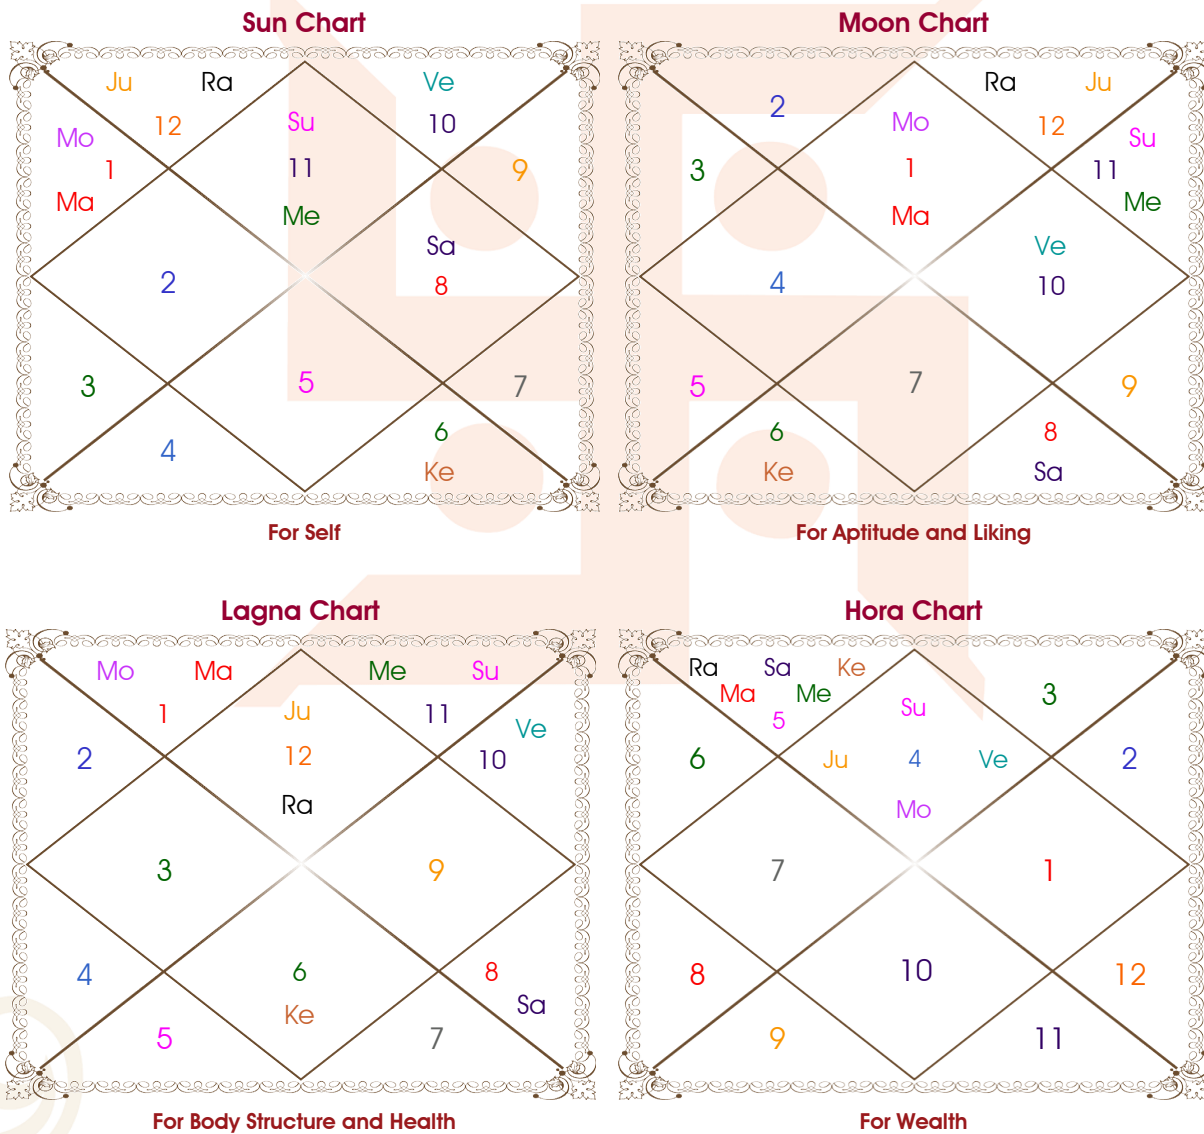 Sun Chart
Ju Ra Ve
12 Su 10
Mo
1 11 9
Ma Me
Sa
2 8
3 5 7
4 6
Ke
For Self
Moon Chart
Ra Ju
2 Mo 12 Su
3 1 11
Ma Me
Ve
4 10
5 7 9
6 8
Ke Sa
For Aptitude and Liking
Lagna Chart
Mo Ma Me Su
1 Ju 11
Ve
2 12 10
Ra
3 9
4 6 8
Ke Sa
5 7
For Body Structure and Health
Hora Chart
Ra Sa Ke
Ma Me 3
5 Su
6 Ju 4 Ve 2
Mo
7 1
8 10 12
9 11
For Wealth